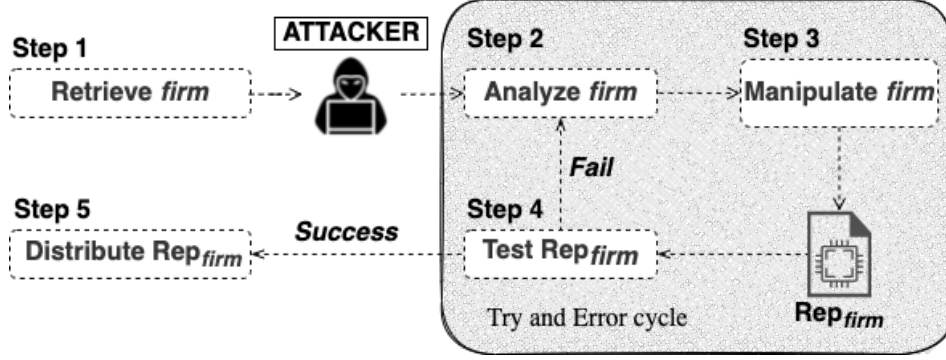 Step 1
Retrieve firm
ATTACKER
Step 2
Analyze firm
Step 3
Manipulate firm
Fail
Step 5
Distribute Repfirm
Success
Step 4
Test Repfirm
Repfirm
Try and Error cycle